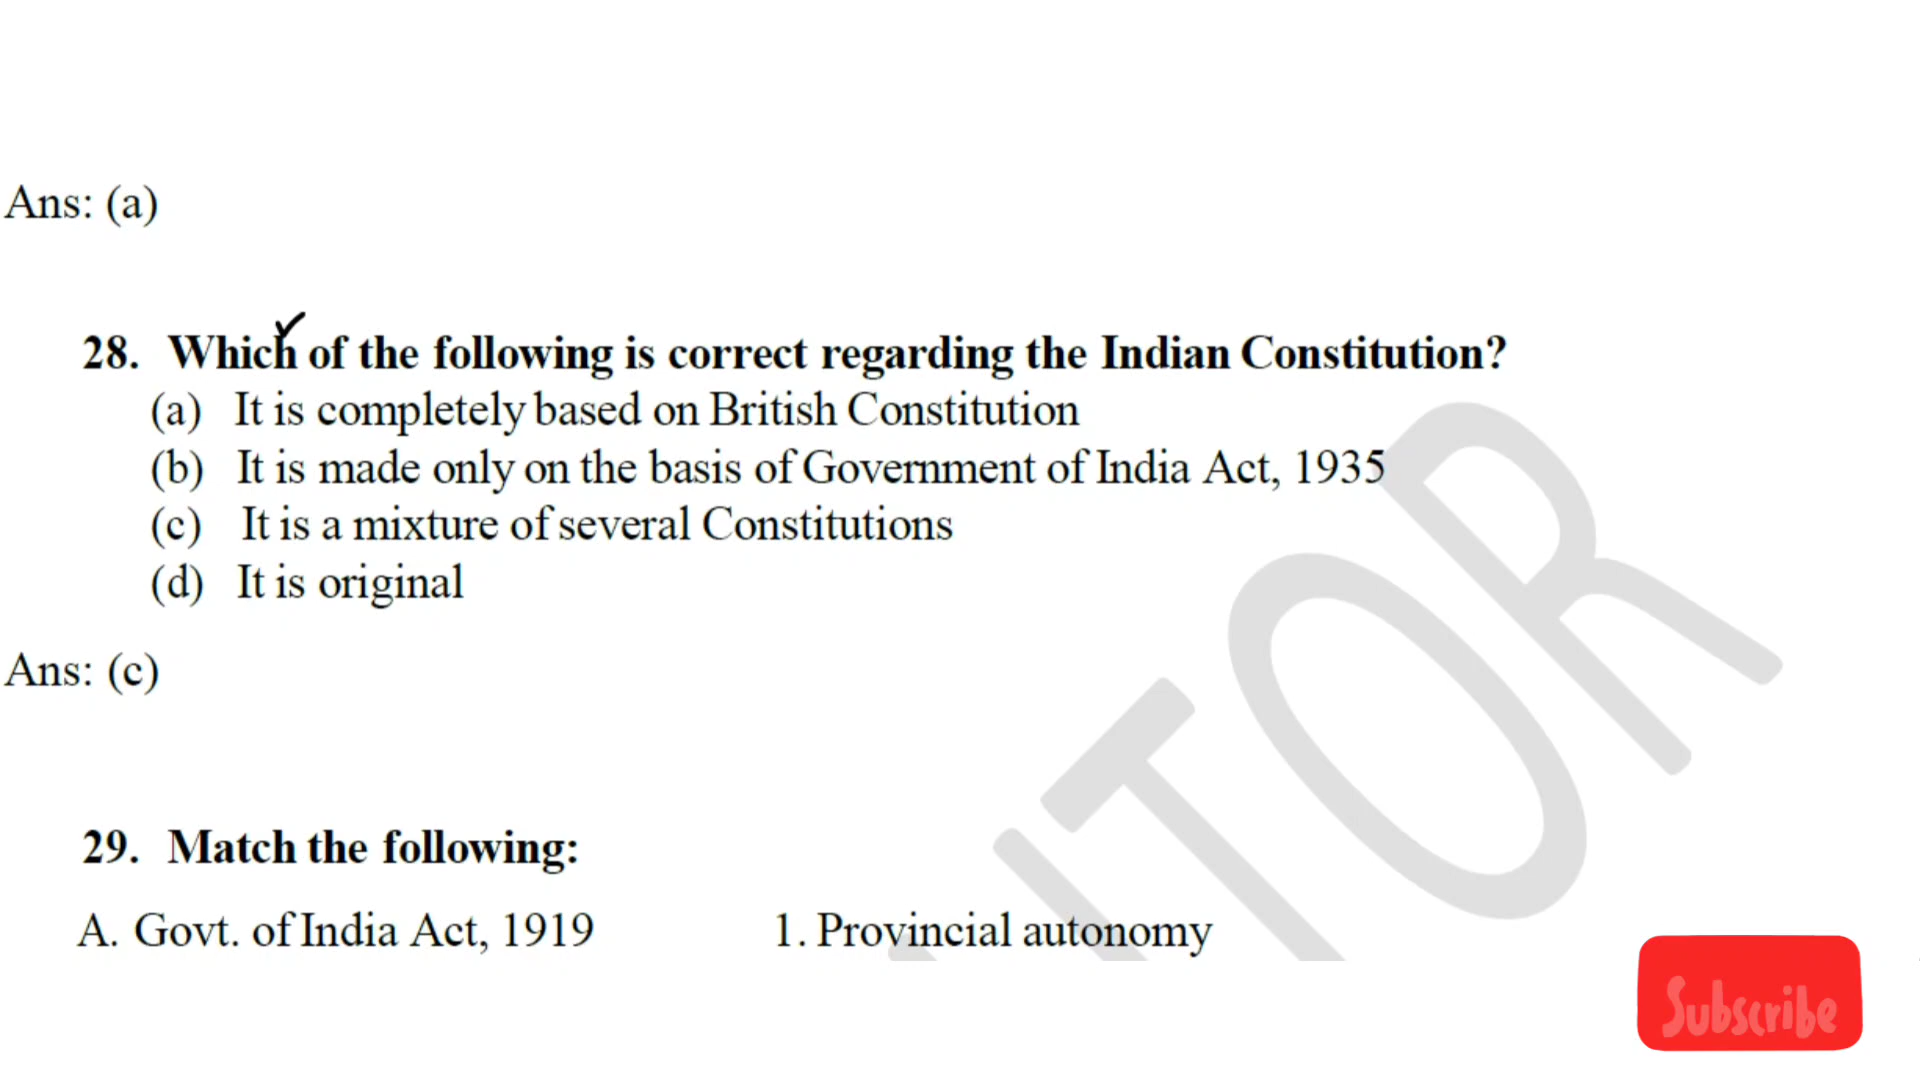 Ans: (a)
28. Which of the following is correct regarding the Indian Constitution?
(a) It is completely based on British Constitution
(b) It is made only on the basis of Government of India Act, 1935
(c) It is a mixture of several Constitutions
(d) It is original
Ans: (c)
29. Match the following:
A. Govt. of India Act, 1919 1. Provincial autonomy
Subscribe